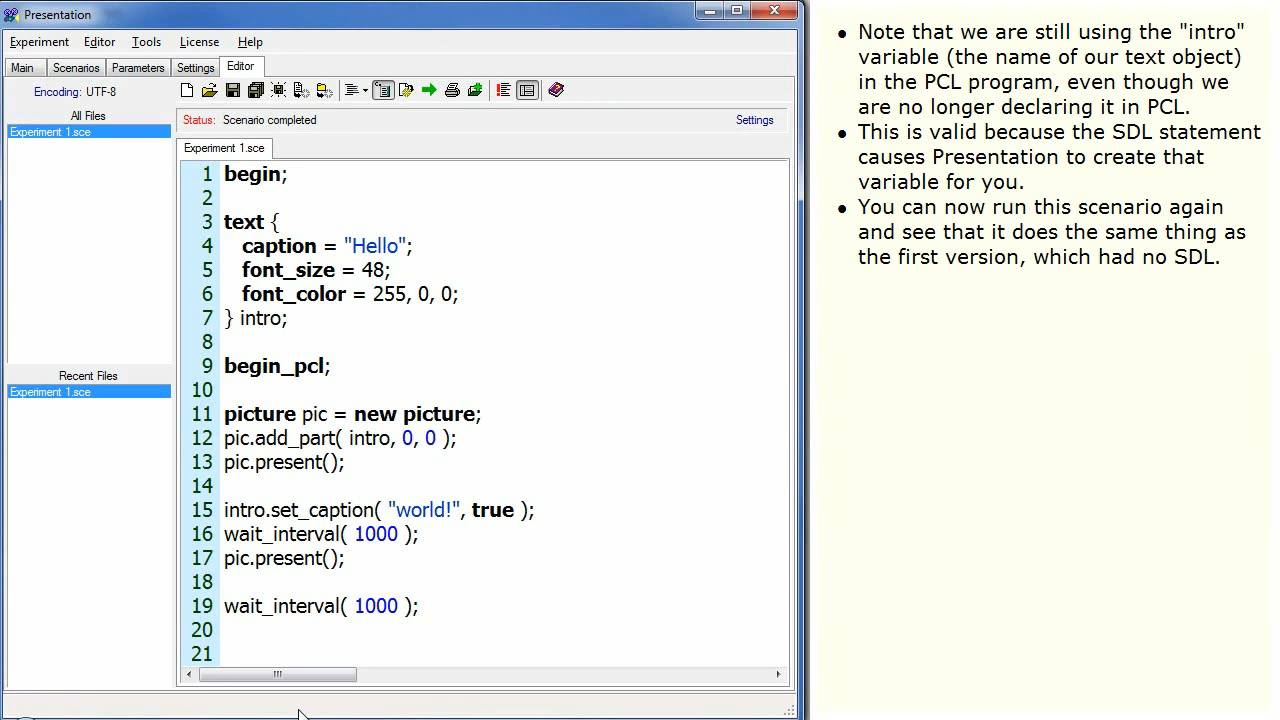 Presentation
Experiment Editor Tools License Help
Main Scenarios Parameters Settings Editor
Encoding: UTF-8
All Files
Experiment 1.sce
Recent Files
Experiment 1.sce
Status: Scenario completed Settings
Experiment 1.sce
1 begin;
2
3 text {
4 caption = "Hello";
5 font_size = 48;
6 font_color = 255, 0, 0;
7 } intro;
8
9 begin_pcl;
10
11 picture pic = new picture;
12 pic.add_part( intro, 0, 0 );
13 pic.present();
14
15 intro.set_caption( "world!", true );
16 wait_interval( 1000 );
17 pic.present();
18
19 wait_interval( 1000 );
20
21
• Note that we are still using the "intro"
variable (the name of our text object)
in the PCL program, even though we
are no longer declaring it in PCL.
• This is valid because the SDL statement
causes Presentation to create that
variable for you.
• You can now run this scenario again
and see that it does the same thing as
the first version, which had no SDL.